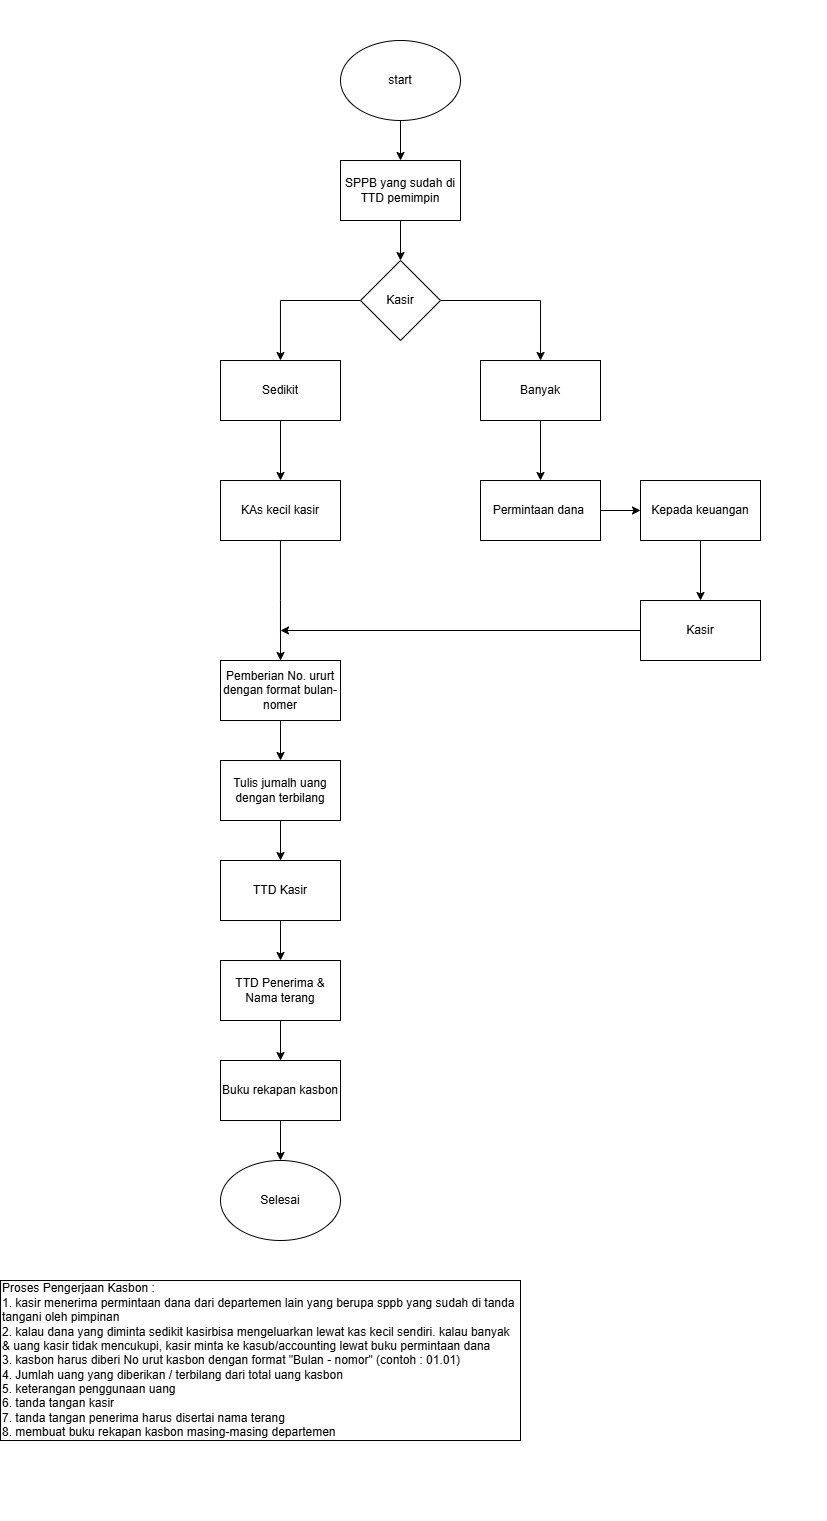 start
SPPB yang sudah di
TTD pemimpin
Kasir
Sedikit
Banyak
KAs kecil kasir
Permintaan dana
Kepada keuangan
Kasir
Pemberian No. ururt
dengan format bulan-
nomer
Tulis jumalh uang
dengan terbilang
TTD Kasir
TTD Penerima &
Nama terang
Buku rekapan kasbon
Selesai
Proses Pengerjaan Kasbon :
1. kasir menerima permintaan dana dari departemen lain yang berupa sppb yang sudah di tanda
tangani oleh pimpinan
2. kalau dana yang diminta sedikit kasirbisa mengeluarkan lewat kas kecil sendiri. kalau banyak
& uang kasir tidak mencukupi, kasir minta ke kasub/accounting lewat buku permintaan dana
3. kasbon harus diberi No urut kasbon dengan format "Bulan - nomor" (contoh : 01.01)
4. Jumlah uang yang diberikan / terbilang dari total uang kasbon
5. keterangan penggunaan uang
6. tanda tangan kasir
7. tanda tangan penerima harus disertai nama terang
8. membuat buku rekapan kasbon masing-masing departemen